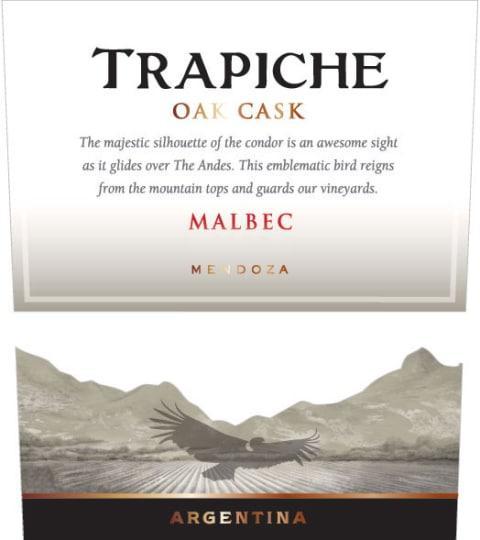 TRAPICHE
OAK CASK
The majestic silhouette of the condor is an awesome sight
as it glides over The Andes. This emblematic bird reigns
from the mountain tops and guards our vineyards.
MALBEC
MENDOZA
ARGENTINA